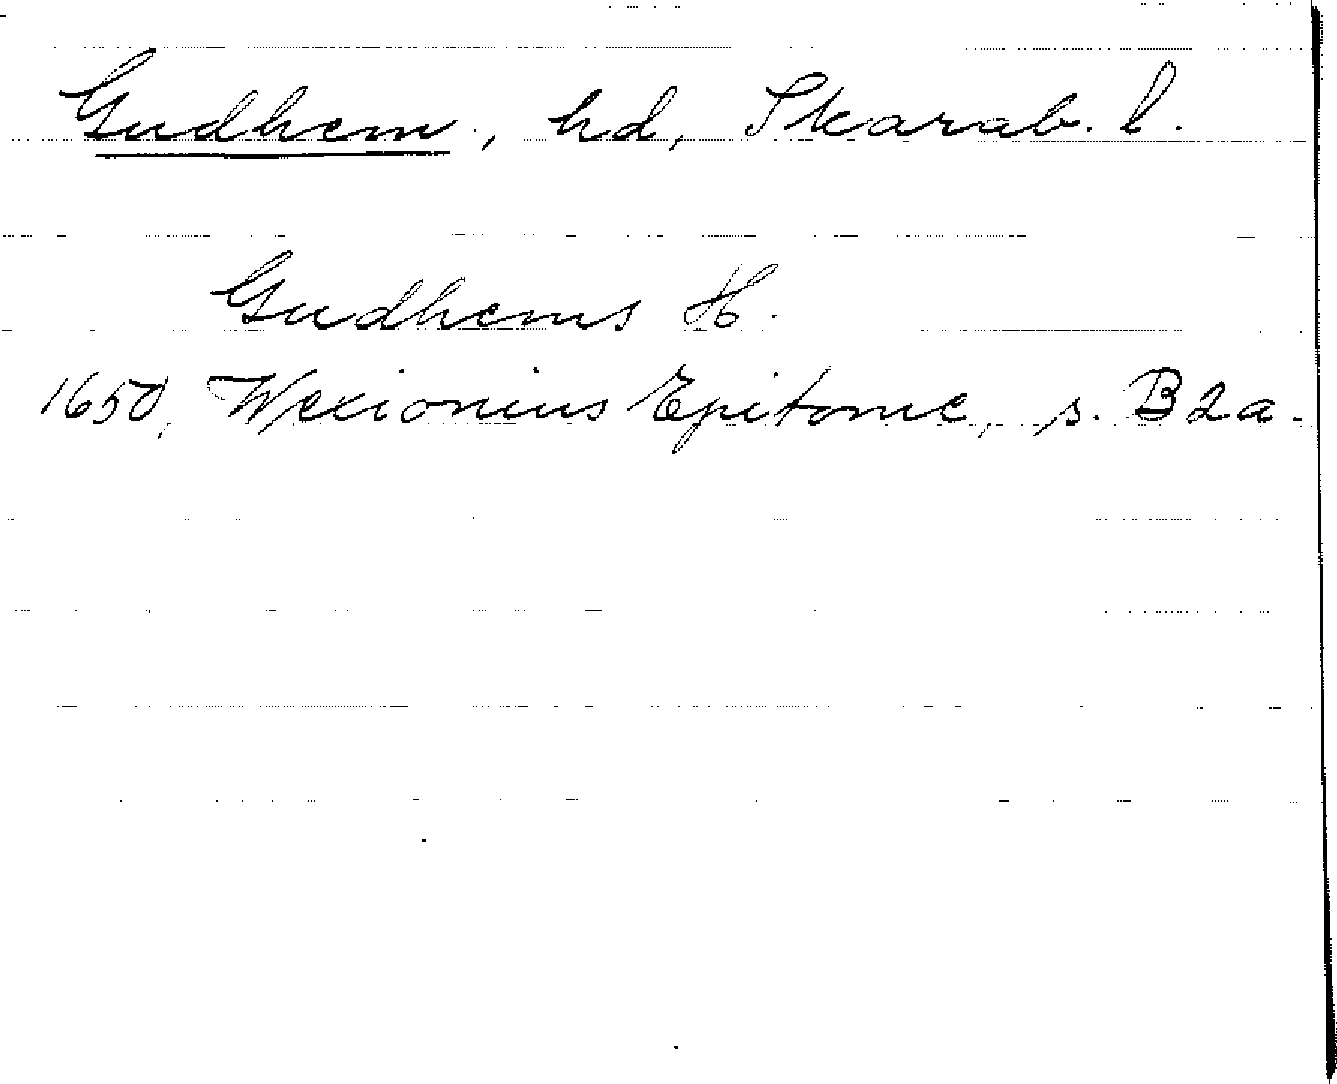 Gudhem, hd, Skarab. l.
Gudhems H.
1650, Wexionius Epitome, s. B2a.